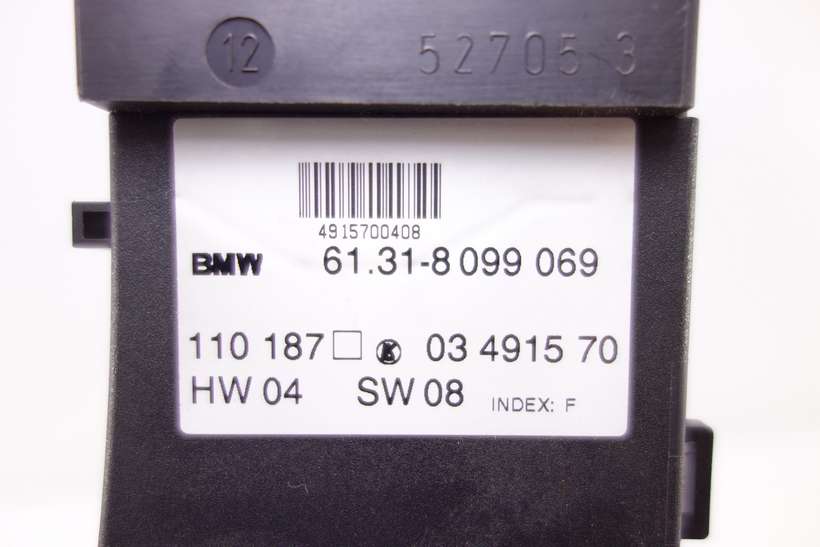 12 52705 3
4915700408
BMW 61.31-8 099 069
110 187 03 4915 70
HW 04 SW 08 INDEX: F